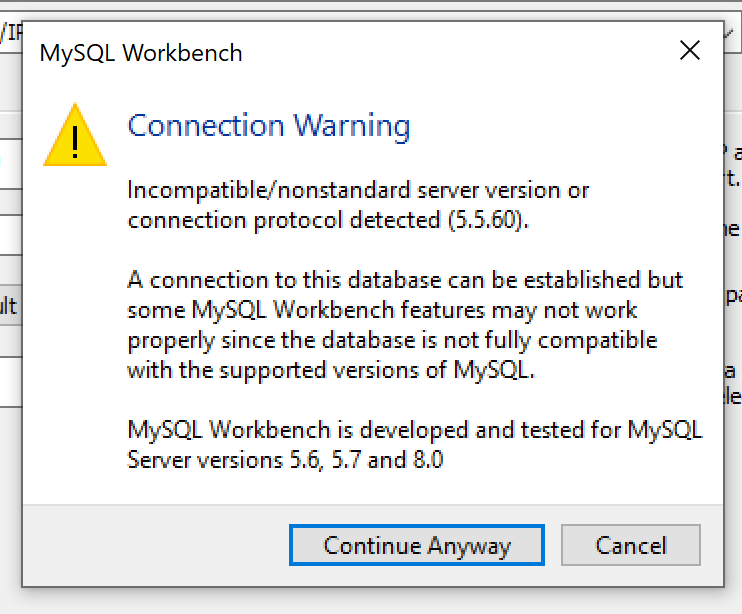 /IP
MySQL Workbench
Connection Warning
Incompatible/nonstandard server version or
connection protocol detected (5.5.60).
A connection to this database can be established but
some MySQL Workbench features may not work
properly since the database is not fully compatible
with the supported versions of MySQL.
MySQL Workbench is developed and tested for MySQL
Server versions 5.6, 5.7 and 8.0
Continue Anyway
Cancel